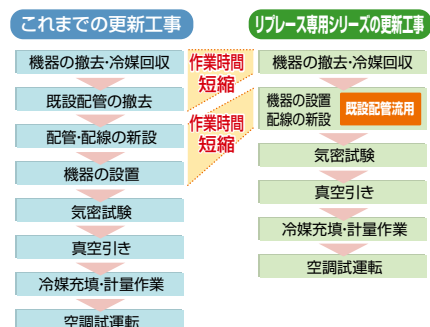 これまでの更新工事
機器の撤去・冷媒回収
既設配管の撤去
配管・配線の新設
機器の設置
気密試験
真空引き
冷媒充填・計量作業
空調試運転
作業時間
短縮
作業時間
短縮
リプレース専用シリーズの更新工事
機器の撤去・冷媒回収
機器の設置
配線の新設
既設配管流用
気密試験
真空引き
冷媒充填・計量作業
空調試運転